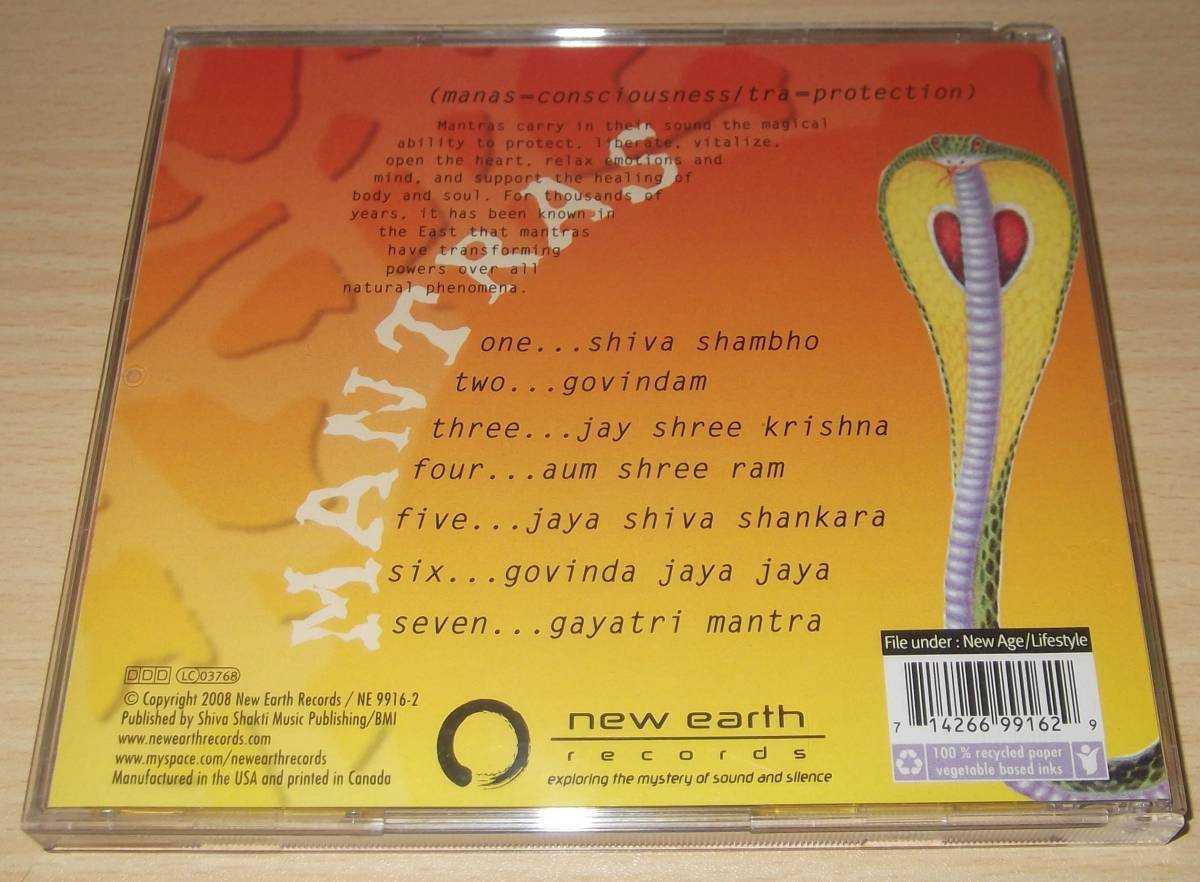 (manas=consciousness/tra=protection)
Mantras carry in their sound the magical
ability to protect, liberate, vitalize,
open the heart, relax emotions and
mind, and support the healing of
body and soul. For thousands of
years, it has been known in
the East that mantras
have transforming
powers over all
natural phenomena.
MANTRAS
one...shiva shambho
two...govindam
three...jay shree krishna
four...aum shree ram
five...jaya shiva shankara
six...govinda jaya jaya
seven...gayatri mantra
DDD LC 03768
© Copyright 2008 New Earth Records / NE 9916-2
Published by Shiva Shakti Music Publishing/BMI
www.newearthrecords.com
www.myspace.com/newearthrecords
Manufactured in the USA and printed in Canada
new earth
records
exploring the mystery of sound and silence
File under : New Age/Lifestyle
7 14266 99162 9
100 % recycled paper
vegetable based inks